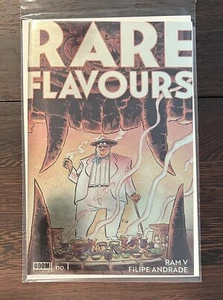 RARE
FLAVOURS
RAM V
FILIPE ANDRADE
BOOM!
no. 1